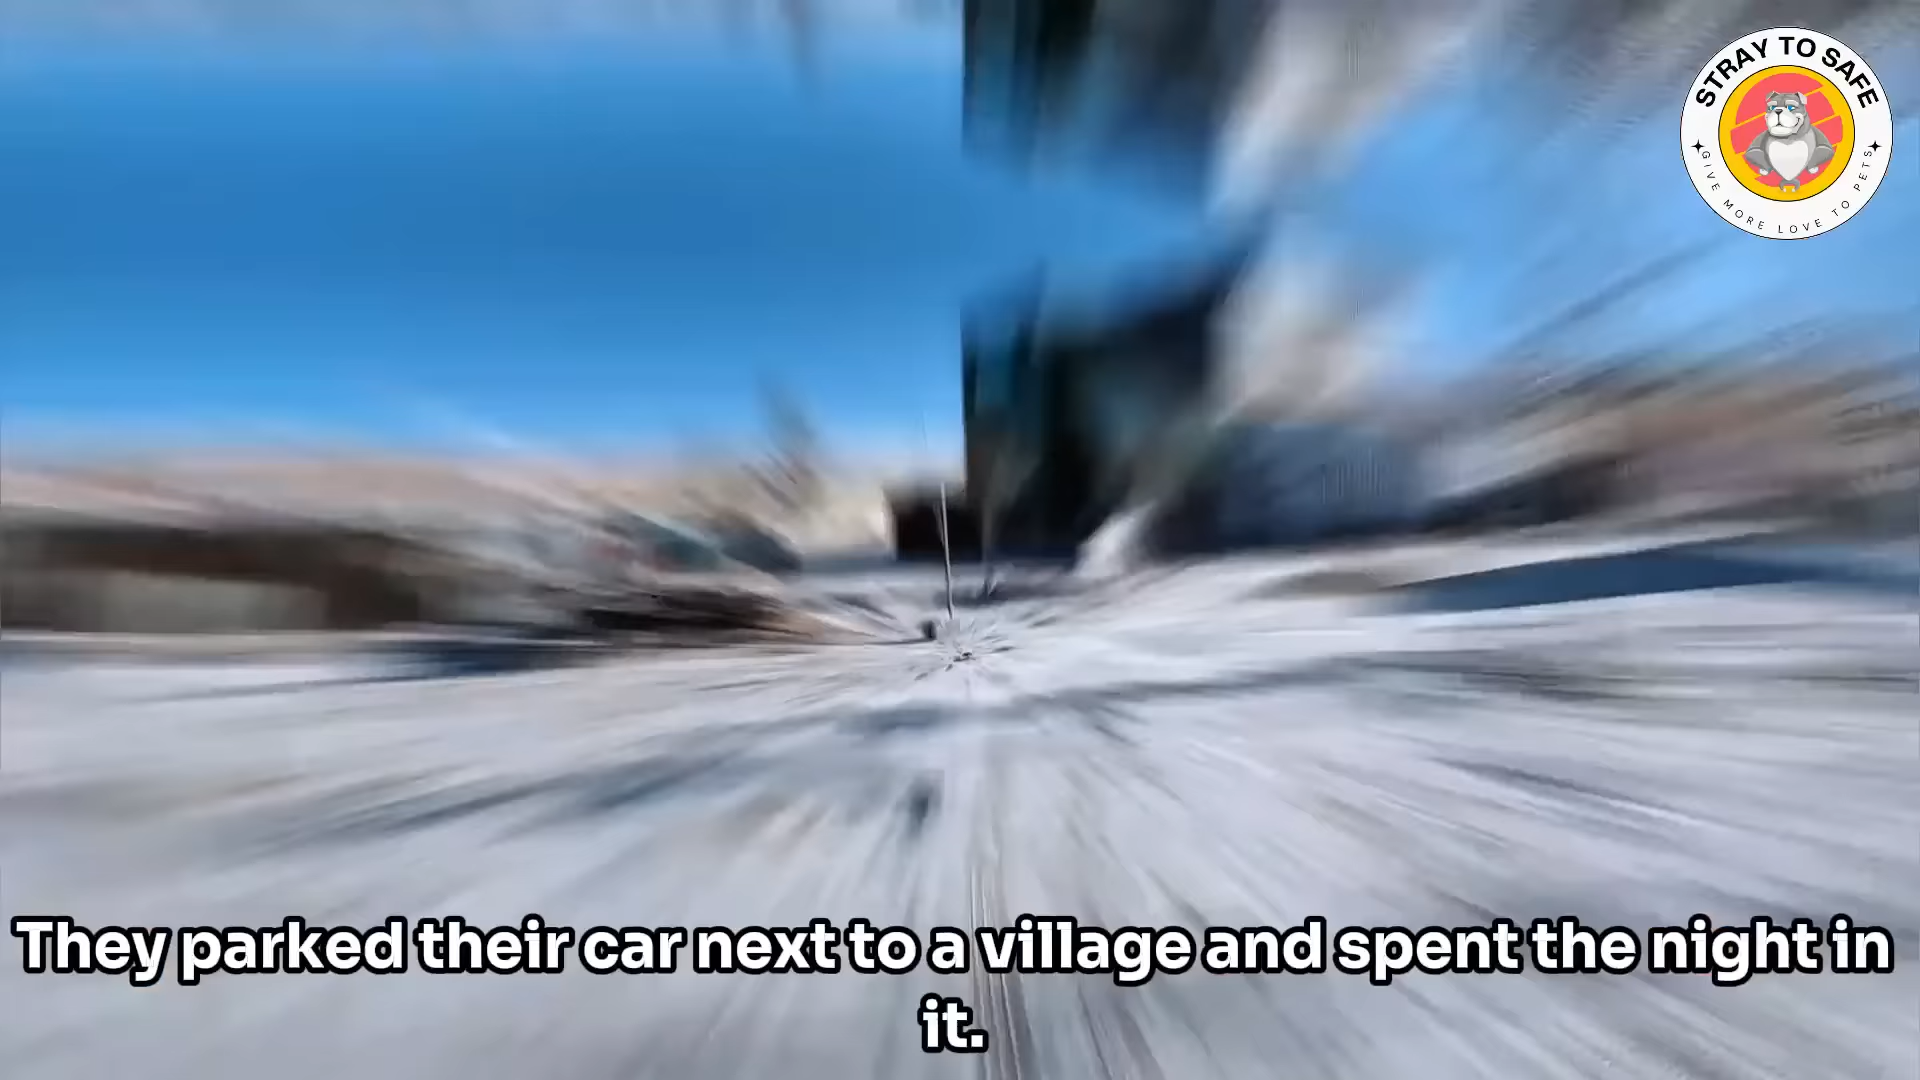 STRAY TO SAFE
GIVE MORE LOVE TO PETS
They parked their car next to a village and spent the night in
it.